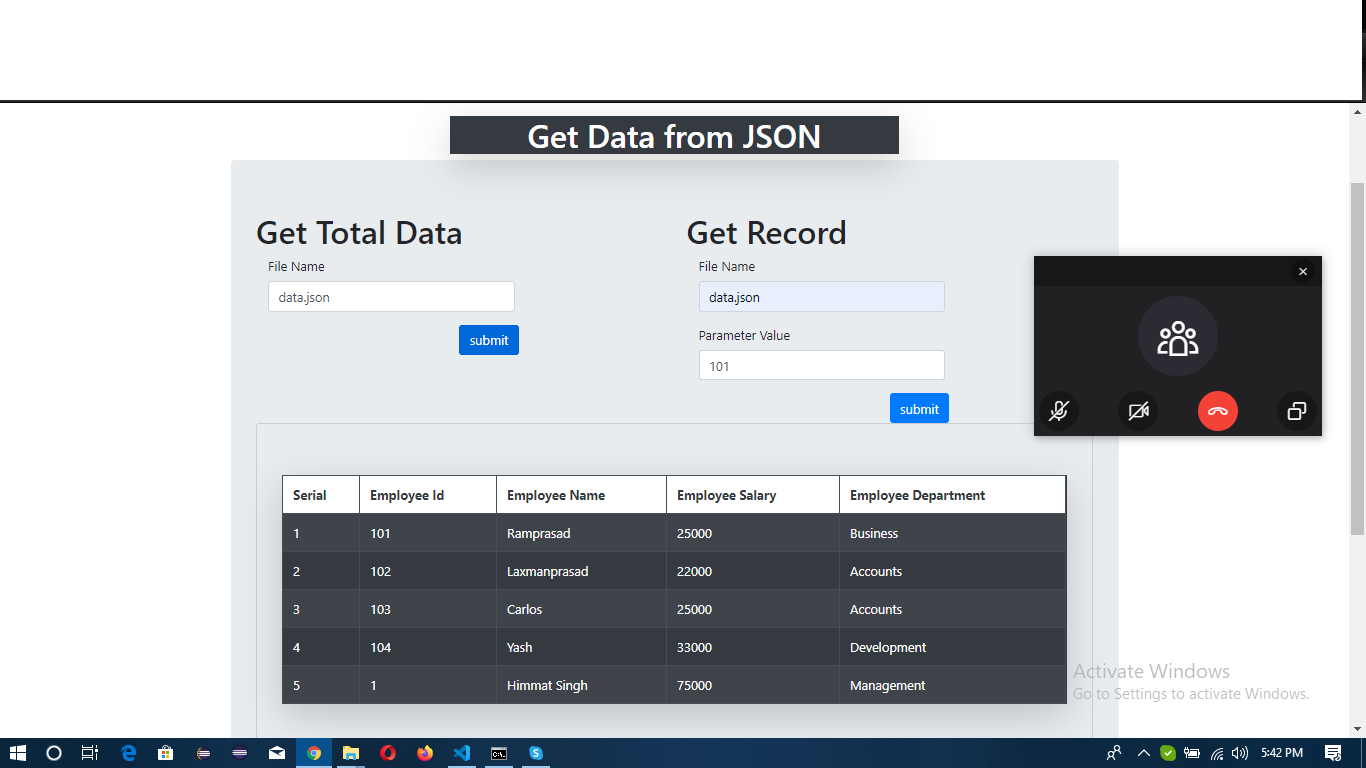 Get Data from JSON
Get Total Data
File Name
data.json
submit
Get Record
File Name
data.json
Parameter Value
101
submit
Serial Employee Id Employee Name Employee Salary Employee Department
1 101 Ramprasad 25000 Business
2 102 Laxmanprasad 22000 Accounts
3 103 Carlos 25000 Accounts
4 104 Yash 33000 Development
5 1 Himmat Singh 75000 Management
Activate Windows
Go to Settings to activate Windows.
5:42 PM